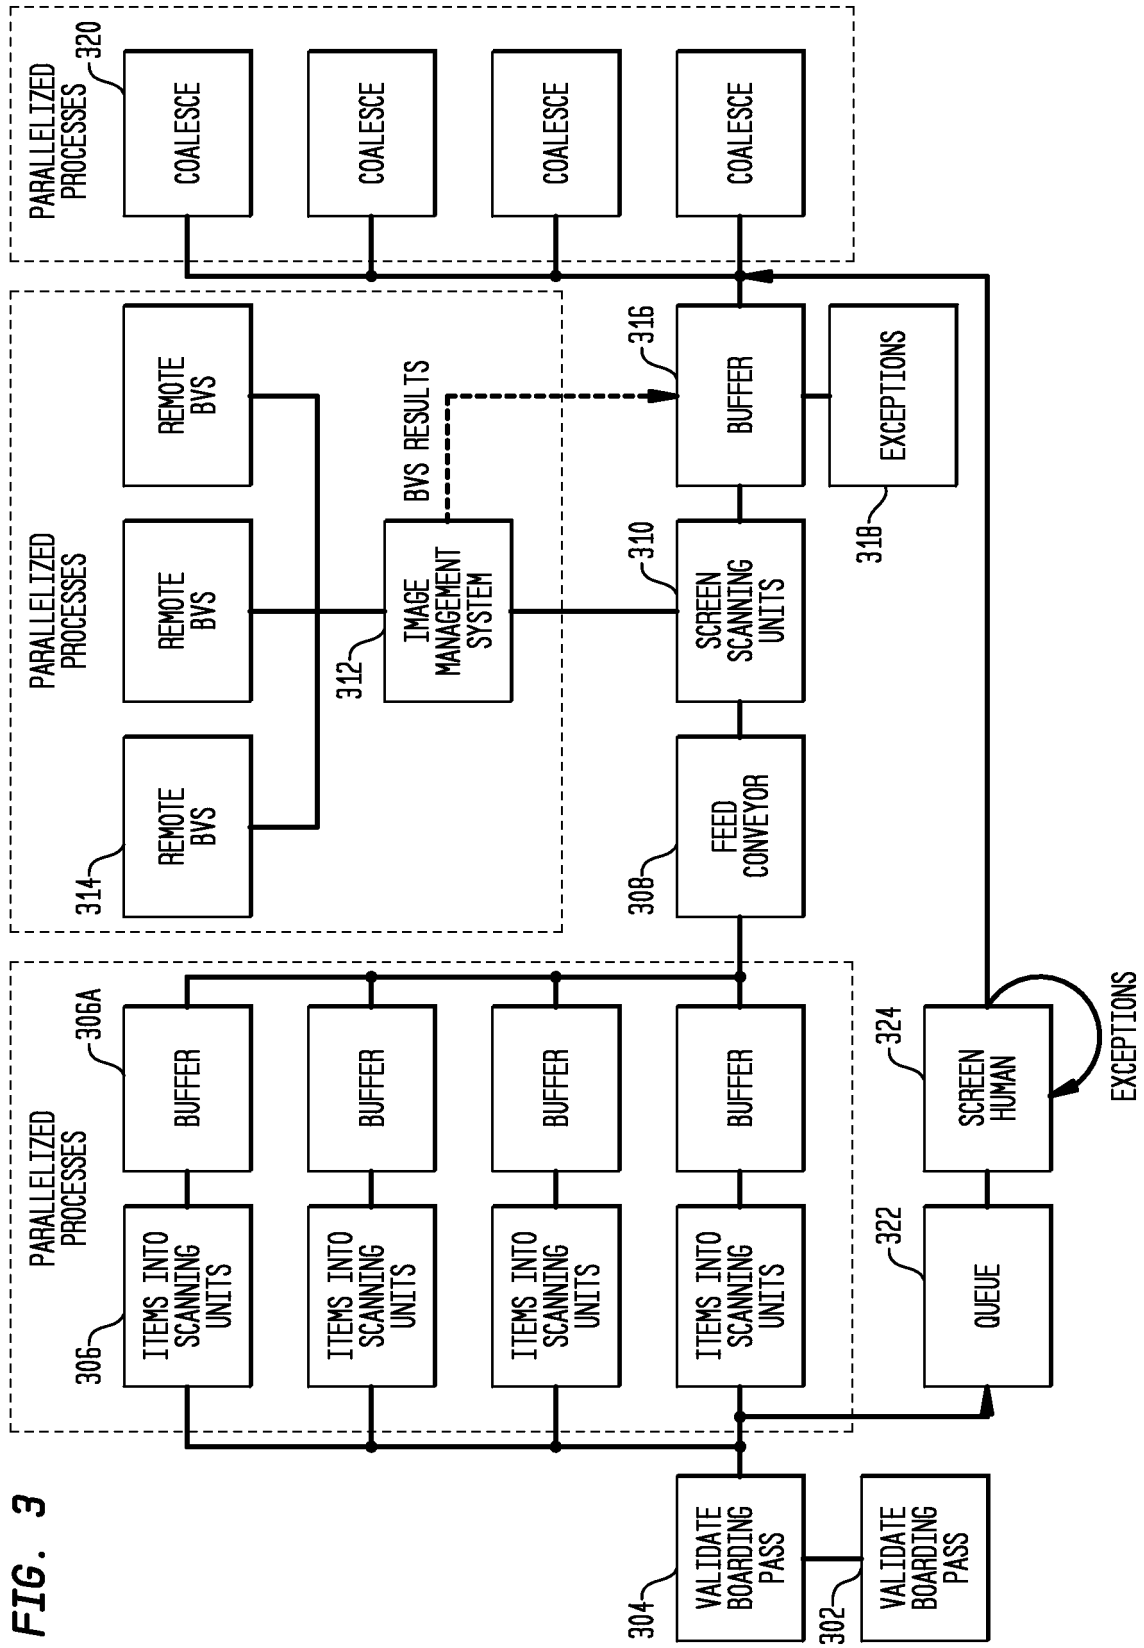 FIG. 3
PARALLELIZED
PROCESSES
306
ITEMS INTO
SCANNING
UNITS
306A
BUFFER
ITEMS INTO
SCANNING
UNITS
BUFFER
ITEMS INTO
SCANNING
UNITS
BUFFER
ITEMS INTO
SCANNING
UNITS
BUFFER
304
VALIDATE
BOARDING
PASS
302
VALIDATE
BOARDING
PASS
322
QUEUE
324
SCREEN
HUMAN
EXCEPTIONS
PARALLELIZED
PROCESSES
314
REMOTE
BVS
REMOTE
BVS
REMOTE
BVS
312
IMAGE
MANAGEMENT
SYSTEM
BVS RESULTS
308
FEED
CONVEYOR
310
SCREEN
SCANNING
UNITS
316
BUFFER
318
EXCEPTIONS
PARALLELIZED
PROCESSES
320
COALESCE
COALESCE
COALESCE
COALESCE